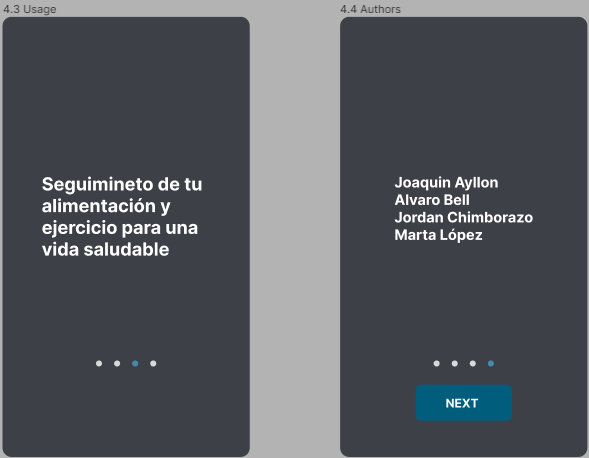 4.3 Usage
Seguimineto de tu
alimentación y
ejercicio para una
vida saludable
4.4 Authors
Joaquin Ayllon
Alvaro Bell
Jordan Chimborazo
Marta López
NEXT